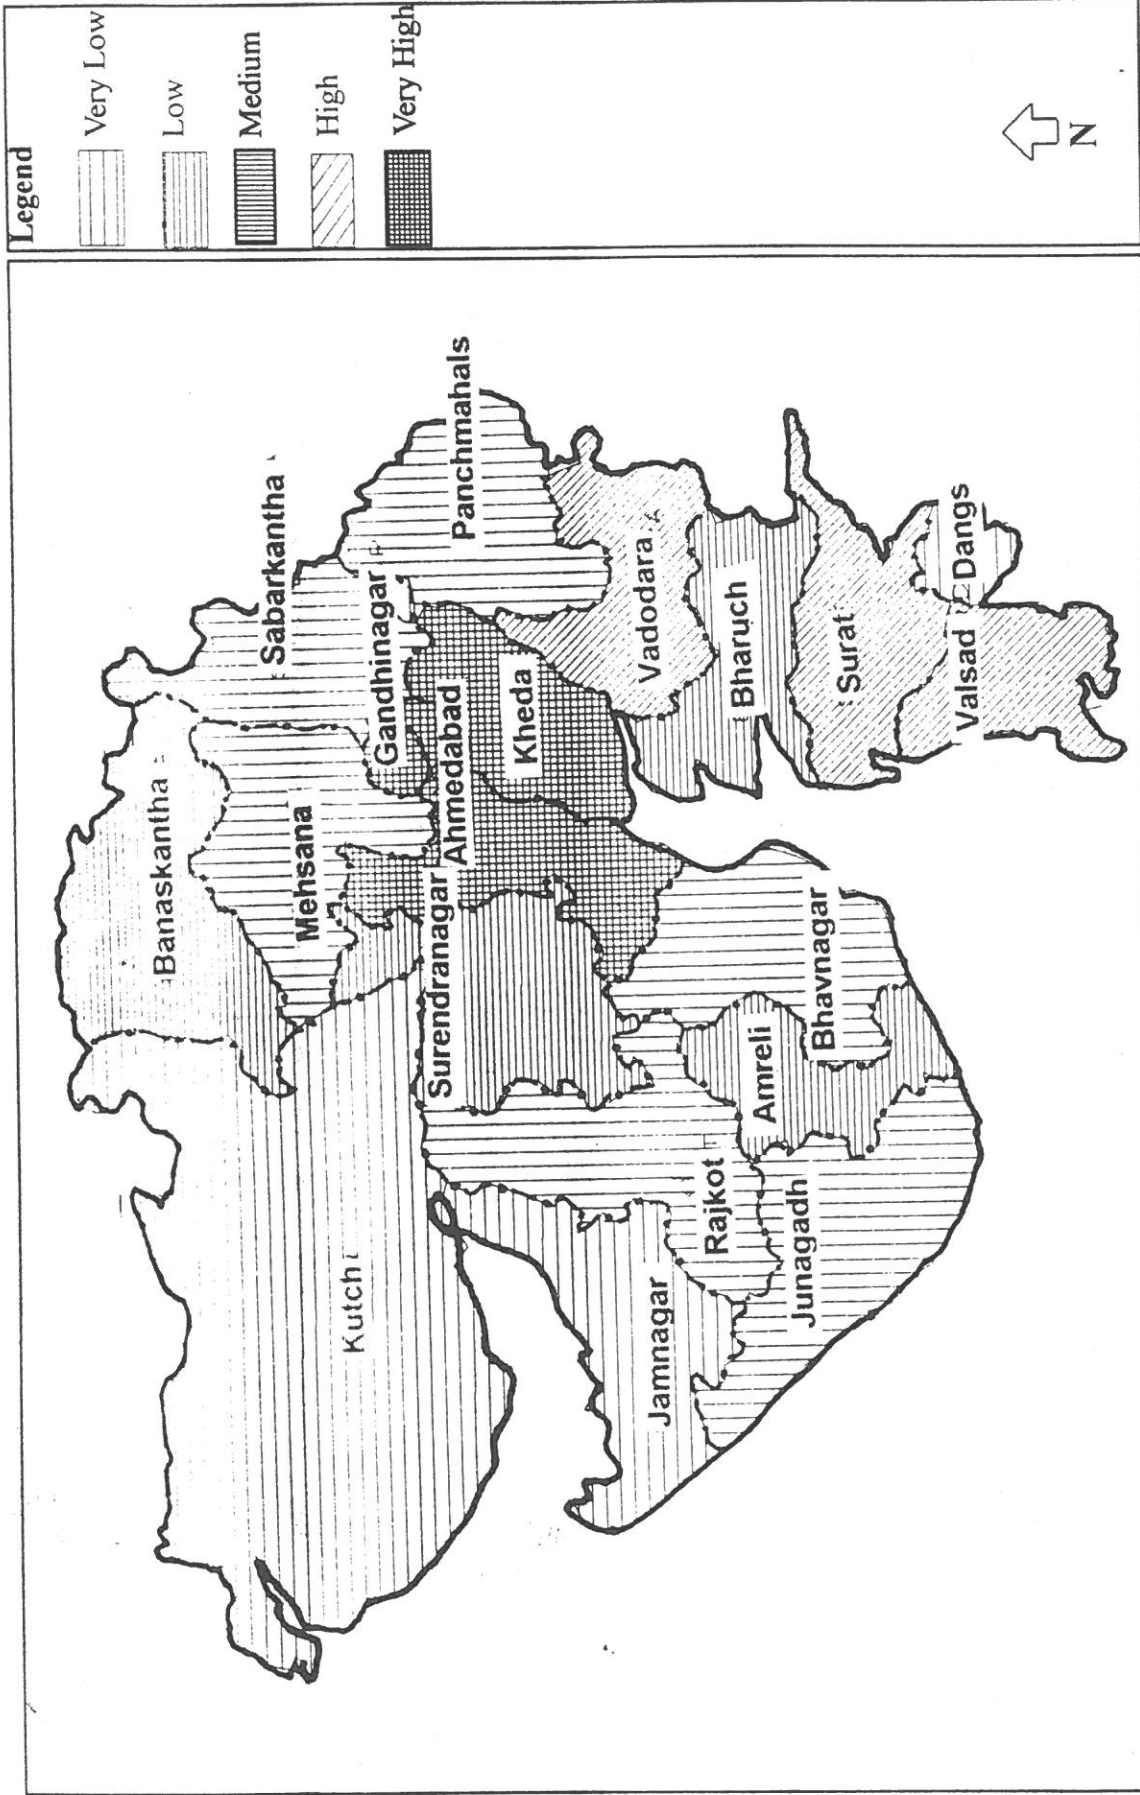 Legend
Very Low
Low
Medium
High
Very High
N
Banaskantha
Sabarkantha
Mehsana
Gandhinagar
Panchmahals
Kutch
Ahmedabad
Kheda
Surendranagar
Vadodara
Bharuch
Surat
Valsad
Dangs
Jamnagar
Rajkot
Amreli
Bhavnagar
Junagadh